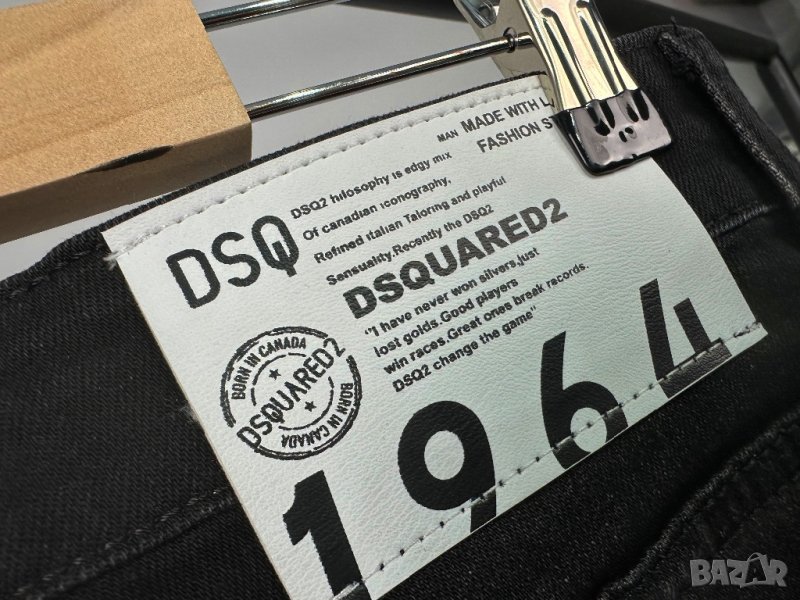 MAN MADE WITH L
FASHION S
DSQ
DSQ2 hilosophy is edgy mix
Of canadian iconography,
Refined italian Taloring and playful
Sensuality.Recently the DSQ2
DSQUARED2
"I have never won silvers,just
lost golds.Good players
win races.Great ones break records.
DSQ2 change the game"
BORN IN CANADA
DSQUARED2
BORN IN CANADA
1964
BAZAR